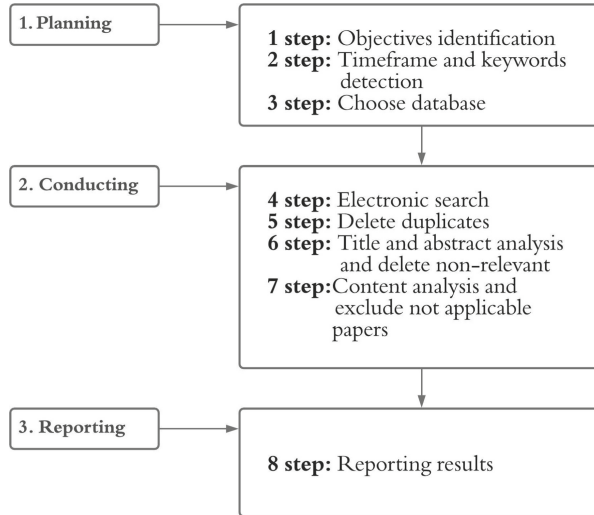 1. Planning
1 step: Objectives identification
2 step: Timeframe and keywords
detection
3 step: Choose database
2. Conducting
4 step: Electronic search
5 step: Delete duplicates
6 step: Title and abstract analysis
and delete non-relevant
7 step:Content analysis and
exclude not applicable
papers
3. Reporting
8 step: Reporting results